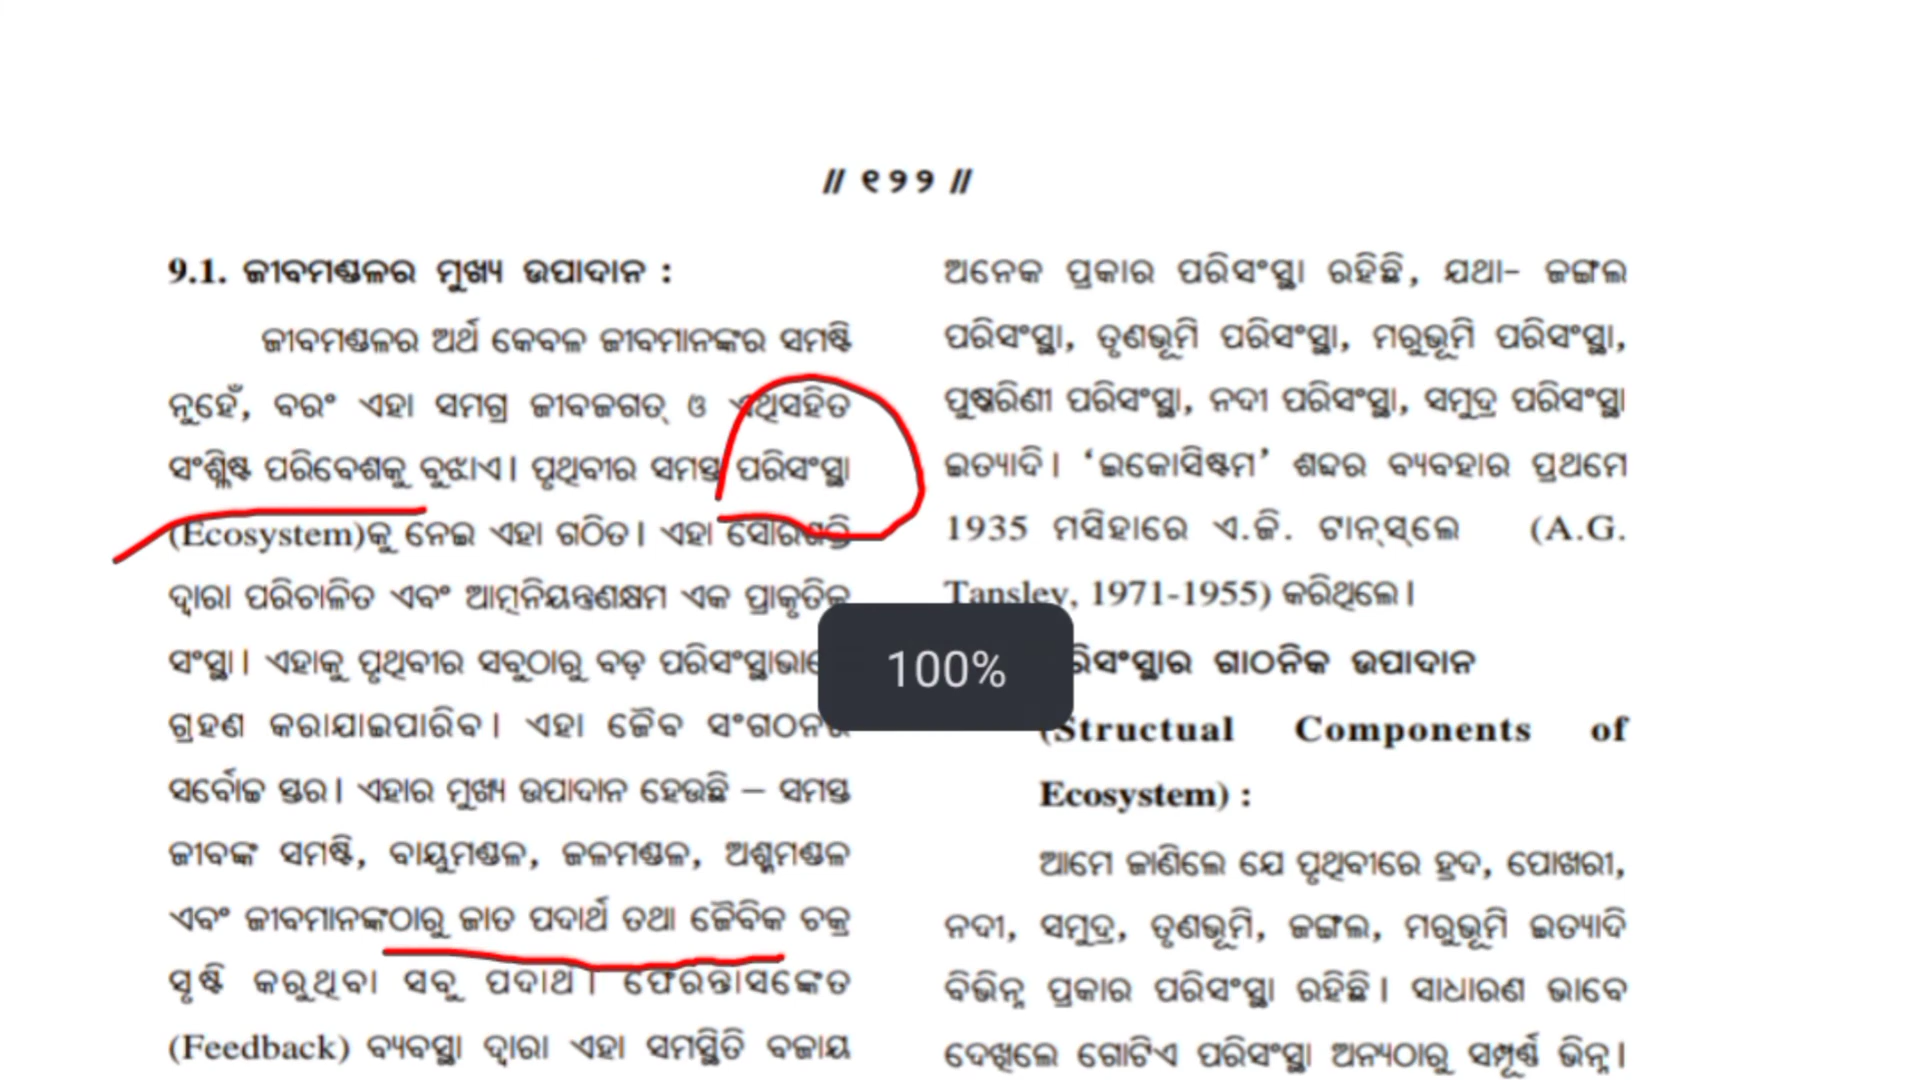 // ୧୨୨ //
9.1. ଜୀବମଣ୍ଡଳର ମୁଖ୍ୟ ଉପାଦାନ :
ଜୀବମଣ୍ଡଳର ଅର୍ଥ କେବଳ ଜୀବମାନଙ୍କର ସମଷ୍ଟି
ନୁହେଁ, ବରଂ ଏହା ସମଗ୍ର ଜୀବଜଗତ୍ ଓ ଏଥିସହିତ
ସଂଶ୍ଳିଷ୍ଟ ପରିବେଶକୁ ବୁଝାଏ। ପୃଥିବୀର ସମସ୍ତ ପରିସଂସ୍ଥା
(Ecosystem)କୁ ନେଇ ଏହା ଗଠିତ। ଏହା ସୌରଶକ୍ତି
ଦ୍ୱାରା ପରିଚାଳିତ ଏବଂ ଆତ୍ମନିୟନ୍ତ୍ରଣକ୍ଷମ ଏକ ପ୍ରାକୃତିକ
ସଂସ୍ଥା। ଏହାକୁ ପୃଥିବୀର ସବୁଠାରୁ ବଡ଼
ଗ୍ରହଣ କରାଯାଇପାରିବ। ଏହା ଜୈବ ସଂଗଠନର
ସର୍ବୋଚ୍ଚ ସ୍ତର। ଏହାର ମୁଖ୍ୟ ଉପାଦାନ ହେଉଛି – ସମସ୍ତ
ଜୀବଙ୍କ ସମଷ୍ଟି, ବାୟୁମଣ୍ଡଳ, ଜଳମଣ୍ଡଳ, ଅଶ୍ମମଣ୍ଡଳ
ଏବଂ ଜୀବମାନଙ୍କଠାରୁ ଜାତ ପଦାର୍ଥ ତଥା ଜୈବିକ ଚକ୍ର
ସୃଷ୍ଟି କରୁଥିବା ସବୁ ପଦାର୍ଥ। ଫେରନ୍ତାସଙ୍କେତ
(Feedback) ବ୍ୟବସ୍ଥା ଦ୍ୱାରା ଏହା ସମସ୍ଥିତି ବଜାୟ
ଅନେକ ପ୍ରକାର ପରିସଂସ୍ଥା ରହିଛି, ଯଥା– ଜଙ୍ଗଲ
ପରିସଂସ୍ଥା, ତୃଣଭୂମି ପରିସଂସ୍ଥା, ମରୁଭୂମି ପରିସଂସ୍ଥା,
ପୁଷ୍କରିଣୀ ପରିସଂସ୍ଥା, ନଦୀ ପରିସଂସ୍ଥା, ସମୁଦ୍ର ପରିସଂସ୍ଥା
ଇତ୍ୟାଦି। ‘ଇକୋସିଷ୍ଟମ’ ଶବ୍ଦର ବ୍ୟବହାର ପ୍ରଥମେ
1935 ମସିହାରେ ଏ.ଜି. ଟାନ୍‌ସ୍‌ଲେ (A.G.
Tansley, 1971-1955) କରିଥିଲେ।
ଗାଠନିକ ଉପାଦାନ
(Structual Components of
Ecosystem) :
ଆମେ ଜାଣିଲେ ଯେ ପୃଥିବୀରେ ହ୍ରଦ, ପୋଖରୀ,
ନଦୀ, ସମୁଦ୍ର, ତୃଣଭୂମି, ଜଙ୍ଗଲ, ମରୁଭୂମି ଇତ୍ୟାଦି
ବିଭିନ୍ନ ପ୍ରକାର ପରିସଂସ୍ଥା ରହିଛି। ସାଧାରଣ ଭାବେ
ଦେଖିଲେ ଗୋଟିଏ ପରିସଂସ୍ଥା ଅନ୍ୟଠାରୁ ସମ୍ପୂର୍ଣ୍ଣ ଭିନ୍ନ।
100%